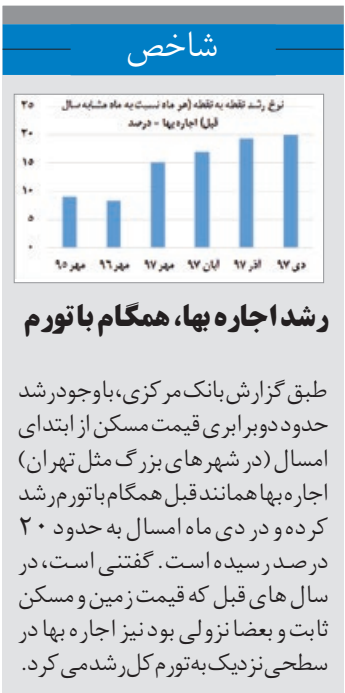 شاخص
نرخ رشد نقطه به نقطه (هر ماه نسبت به ماه مشابه سال
قبل) اجاره بها - درصد
۲۵
۲۰
۱۵
۱۰
۵
۰
مهر ۹۵ مهر ۹۶ مهر ۹۷ آبان ۹۷ آذر ۹۷ دی ۹۷
رشد اجاره بها، همگام با تورم
طبق گزارش بانک مرکزی، با وجود رشد
حدود دو برابری قیمت مسکن از ابتدای
امسال (در شهرهای بزرگ مثل تهران)
اجاره بها همانند قبل همگام با تورم رشد
کرده و در دی ماه امسال به حدود ۲۰
درصد رسیده است. گفتنی است، در
سال های قبل که قیمت زمین و مسکن
ثابت و بعضا نزولی بود نیز اجاره بها در
سطحی نزدیک به تورم کل رشد می کرد.